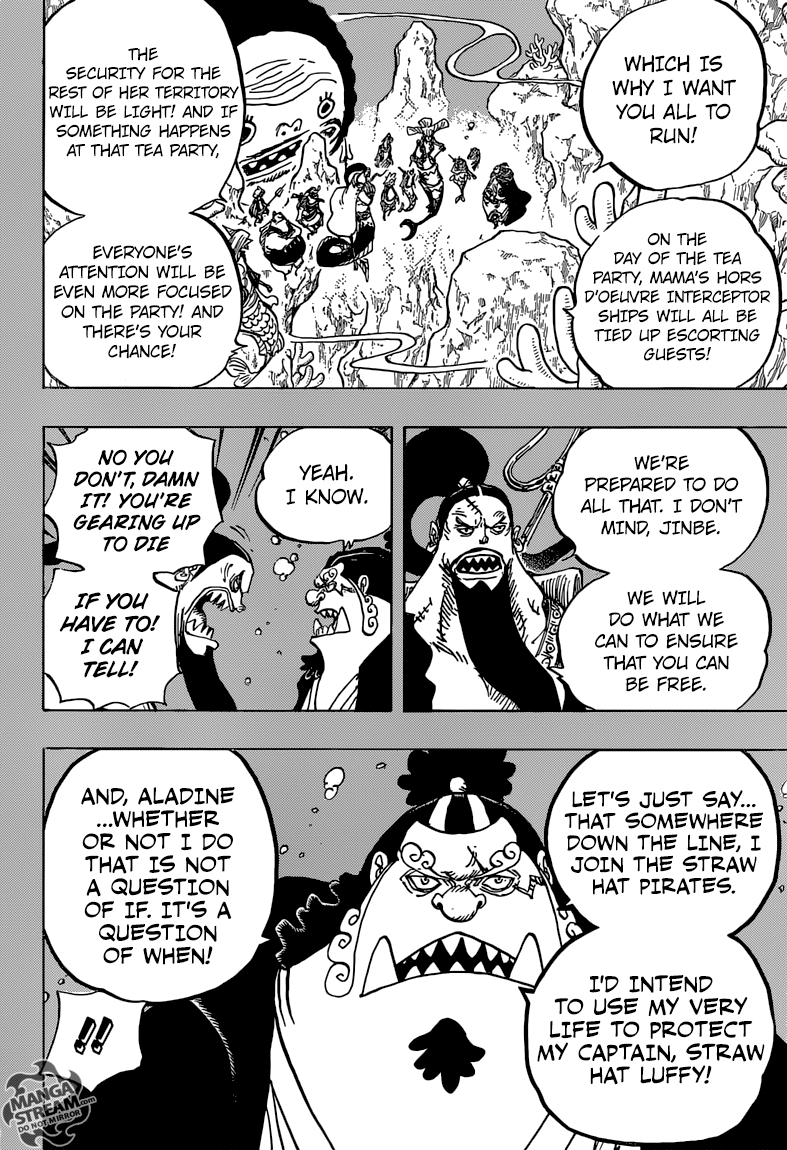 WHICH IS
WHY I WANT
YOU ALL TO
RUN!
ON THE
DAY OF THE TEA
PARTY, MAMA'S HORS
D'OEUVRE INTERCEPTOR
SHIPS WILL ALL BE
TIED UP ESCORTING
GUESTS!
THE
SECURITY FOR THE
REST OF HER TERRITORY
WILL BE LIGHT! AND IF
SOMETHING HAPPENS
AT THAT TEA PARTY,
EVERYONE'S
ATTENTION WILL BE
EVEN MORE FOCUSED
ON THE PARTY! AND
THERE'S YOUR
CHANCE!
WE'RE
PREPARED TO DO
ALL THAT. I DON'T
MIND, JINBE.
WE WILL
DO WHAT WE
CAN TO ENSURE
THAT YOU CAN
BE FREE.
YEAH.
I KNOW.
NO YOU
DON'T, DAMN
IT! YOU'RE
GEARING UP
TO DIE
IF YOU
HAVE TO!
I CAN
TELL!
LET'S JUST SAY...
THAT SOMEWHERE
DOWN THE LINE, I
JOIN THE STRAW
HAT PIRATES.
I'D INTEND
TO USE MY VERY
LIFE TO PROTECT
MY CAPTAIN, STRAW
HAT LUFFY!
AND, ALADINE
...WHETHER
OR NOT I DO
THAT IS NOT
A QUESTION
OF IF. IT'S A
QUESTION
OF WHEN!
!!
MANGA
STREAM.com
DO NOT MIRROR